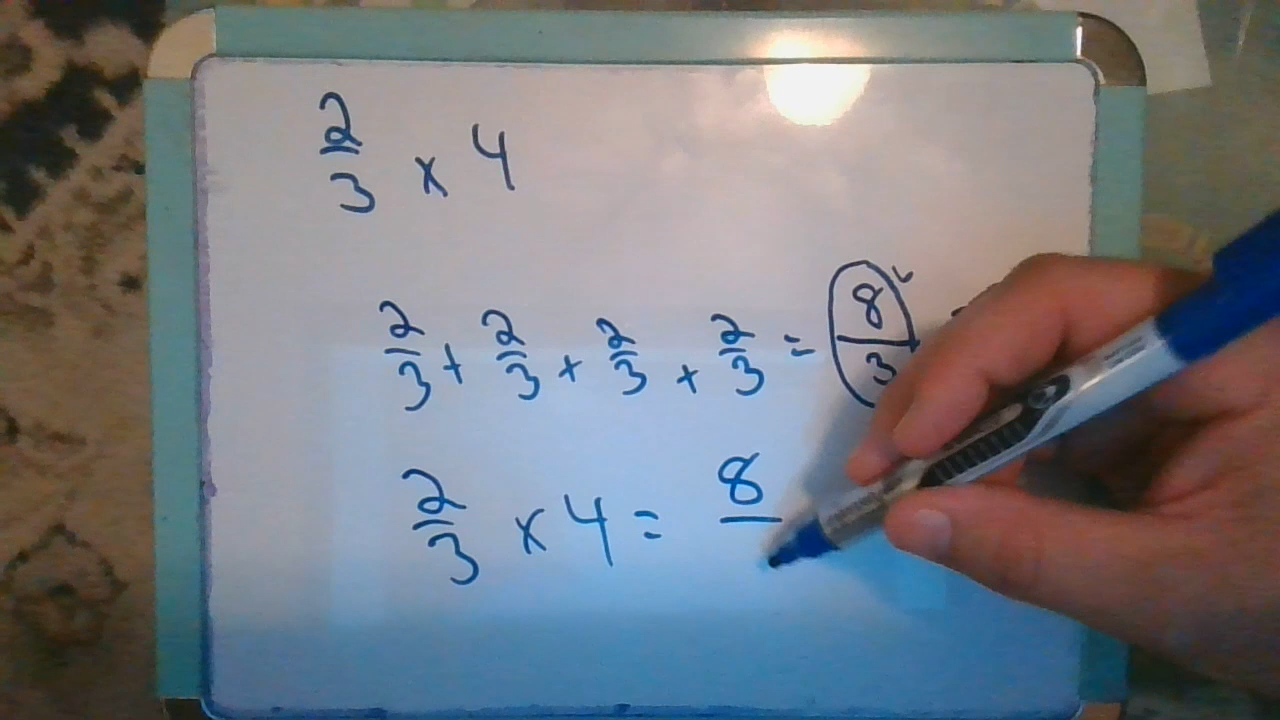 2/3 x 4
2/3 + 2/3 + 2/3 + 2/3 = 8/3
2/3 x 4 = 8/